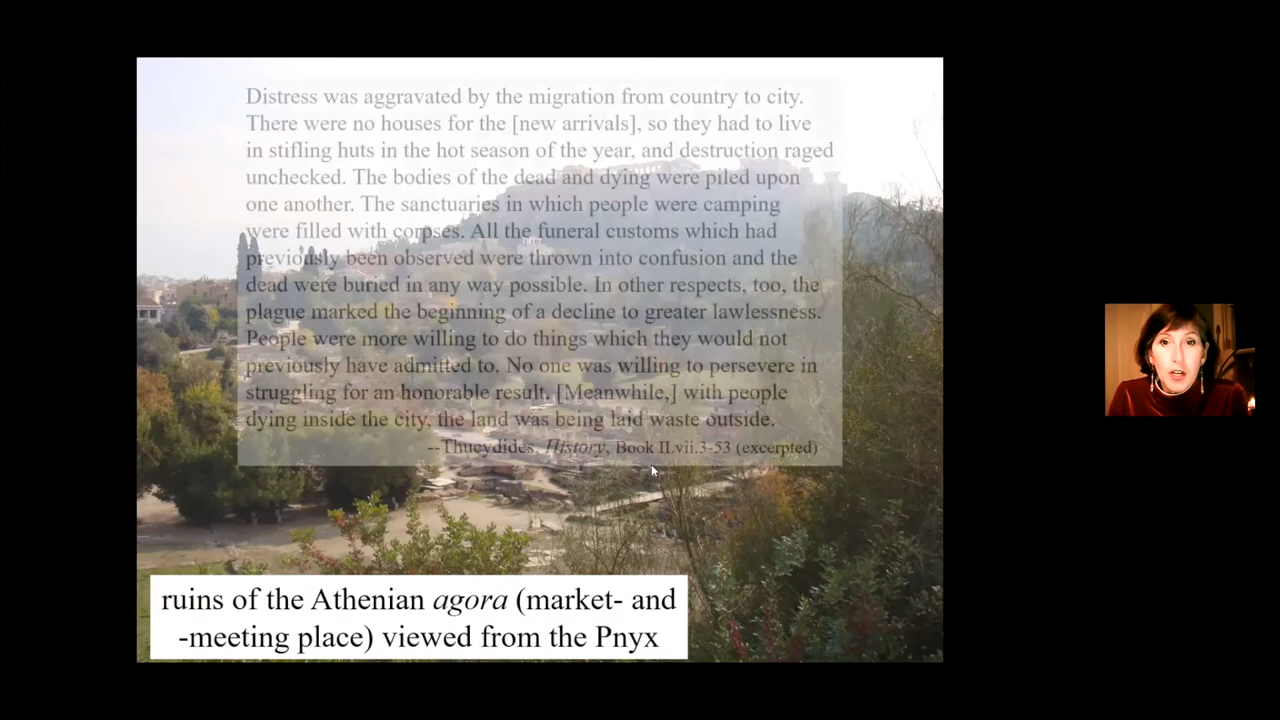 Distress was aggravated by the migration from country to city.
There were no houses for the [new arrivals], so they had to live
in stifling huts in the hot season of the year, and destruction raged
unchecked. The bodies of the dead and dying were piled upon
one another. The sanctuaries in which people were camping
were filled with corpses. All the funeral customs which had
previously been observed were thrown into confusion and the
dead were buried in any way possible. In other respects, too, the
plague marked the beginning of a decline to greater lawlessness.
People were more willing to do things which they would not
previously have admitted to. No one was willing to persevere in
struggling for an honorable result. [Meanwhile,] with people
dying inside the city, the land was being laid waste outside.
--Thucydides, History, Book II.vii.3-53 (excerpted)
ruins of the Athenian agora (market- and
-meeting place) viewed from the Pnyx